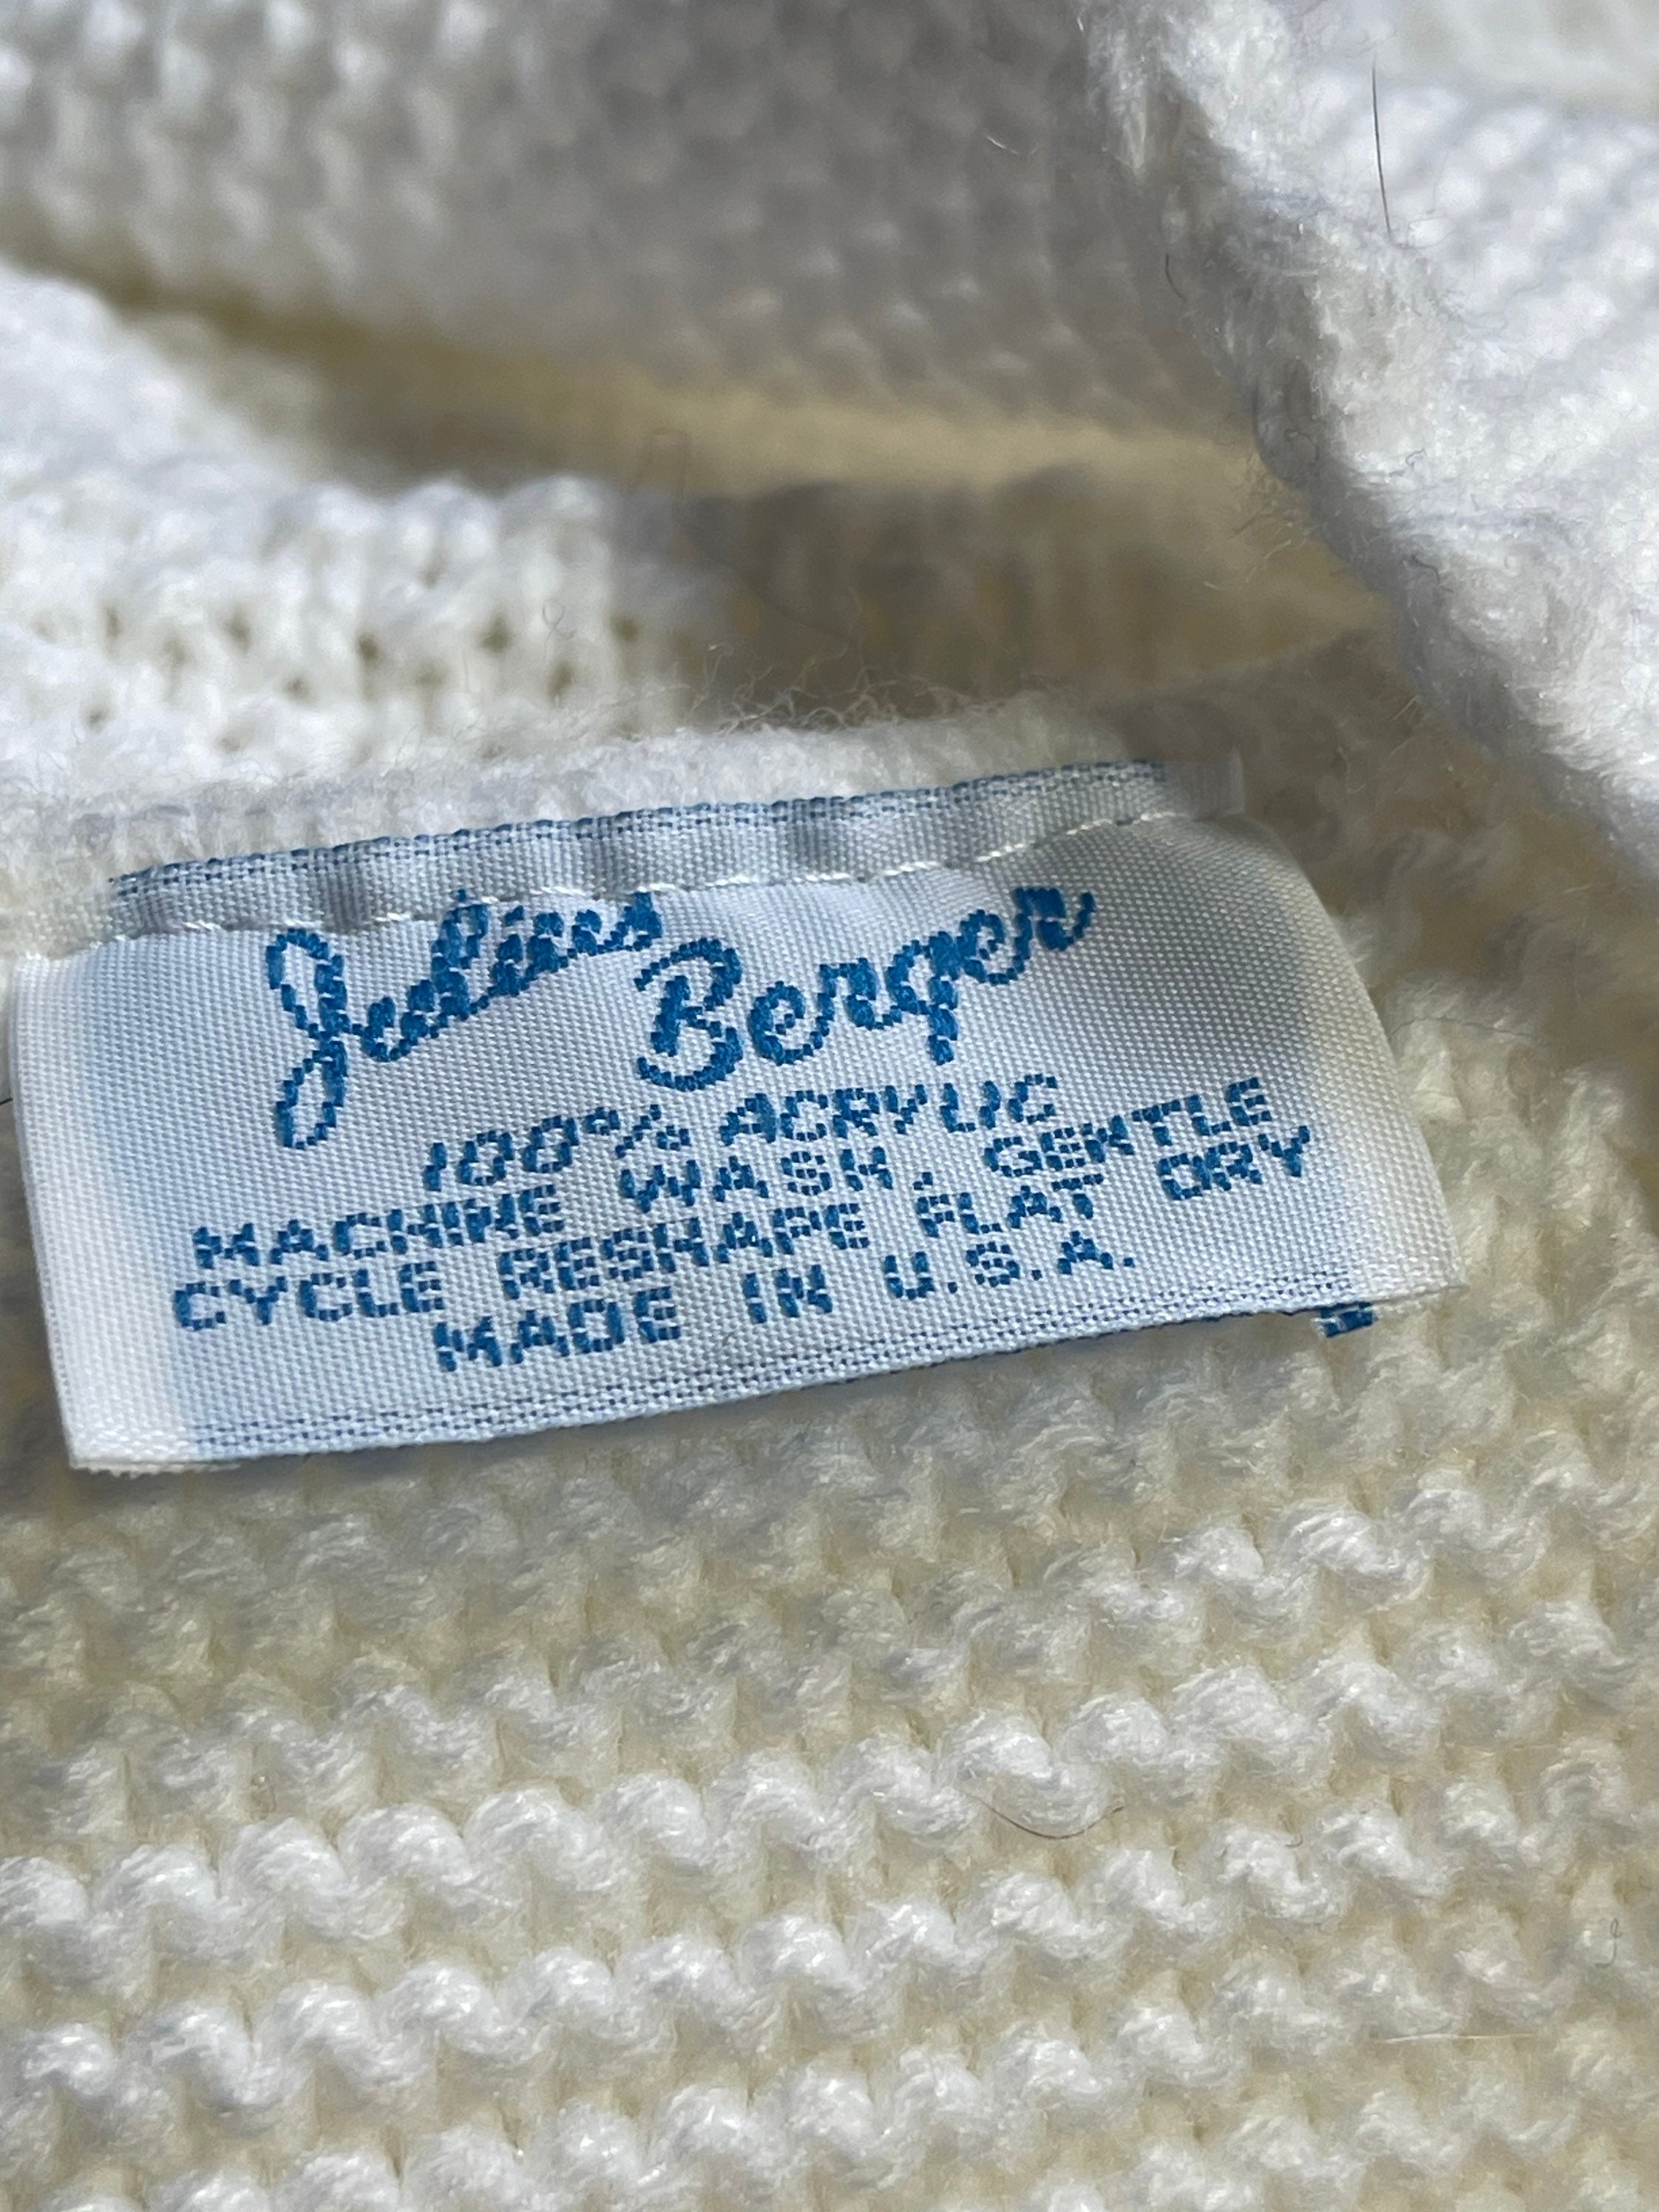 Julius
Berger
100% ACRYLIC
MACHINE WASH, GENTLE
CYCLE RESHAPE FLAT DRY
MADE IN U.S.A.